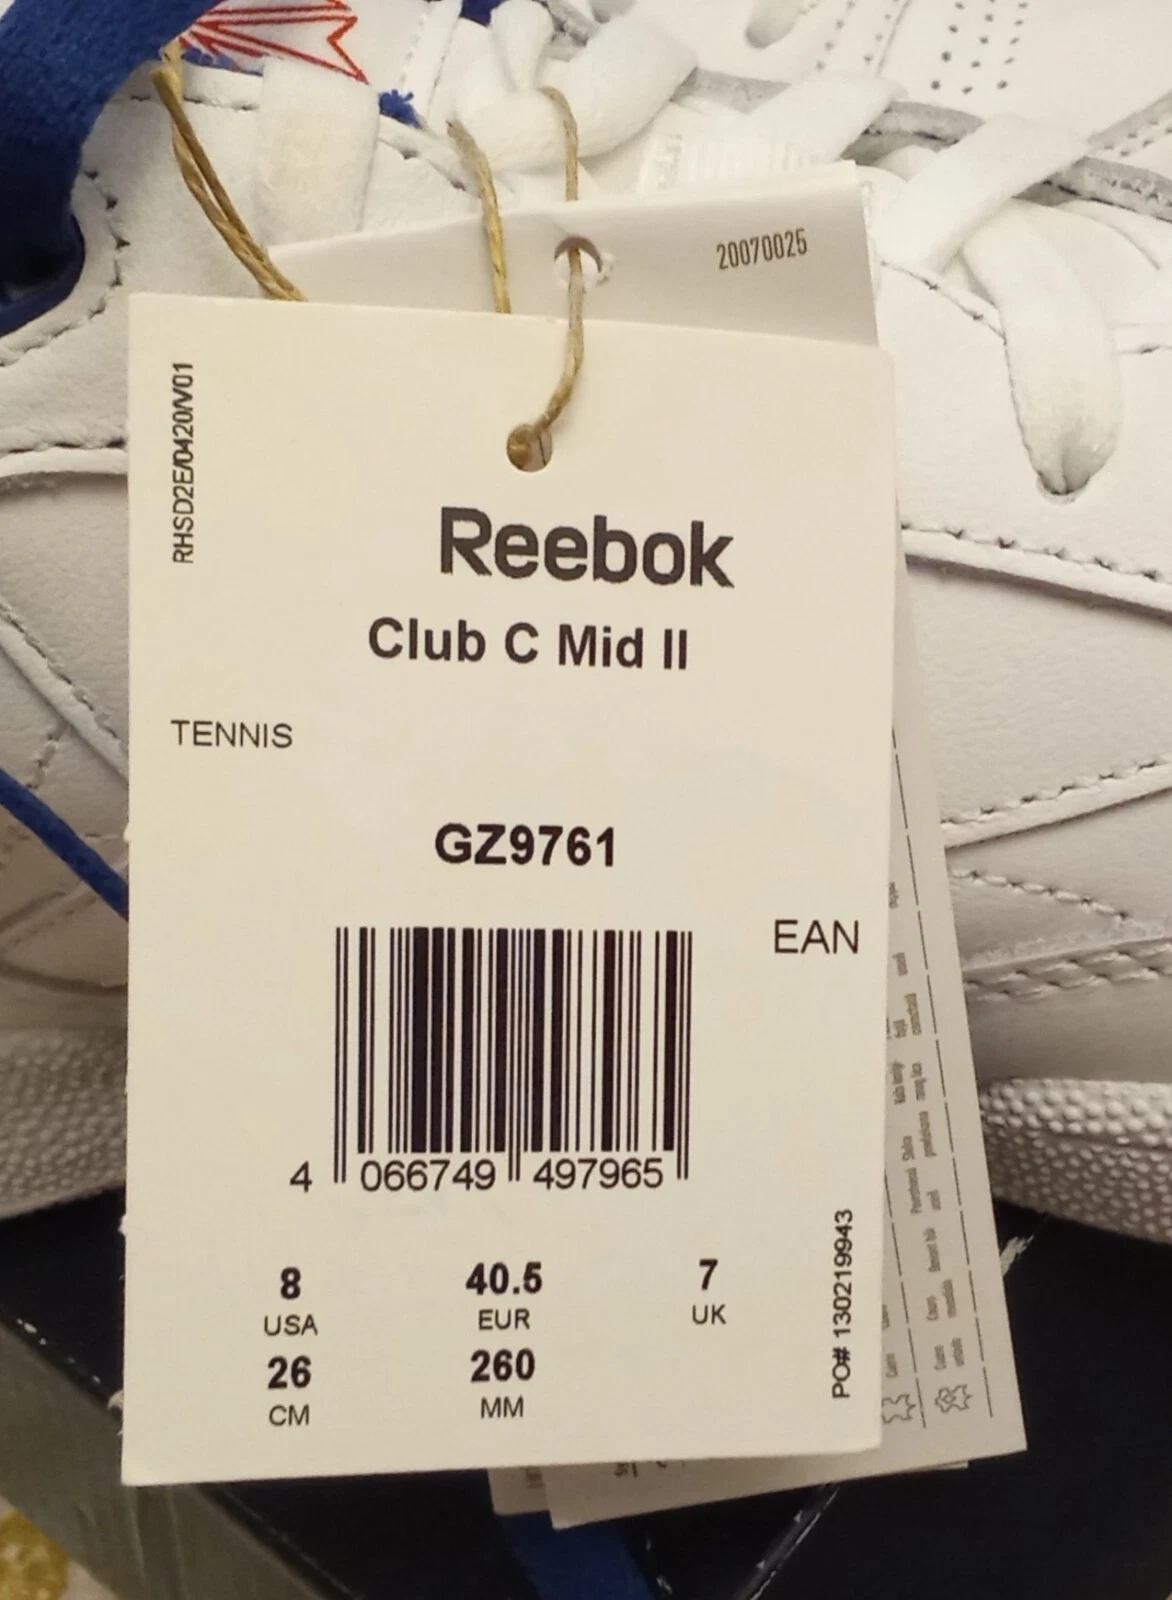 20070025
RHSD2E/0420/V01
Reebok
Club C Mid II
TENNIS
GZ9761
EAN
4 066749 497965
8 40.5 7
USA EUR UK
26 260
CM MM
PO# 130219943